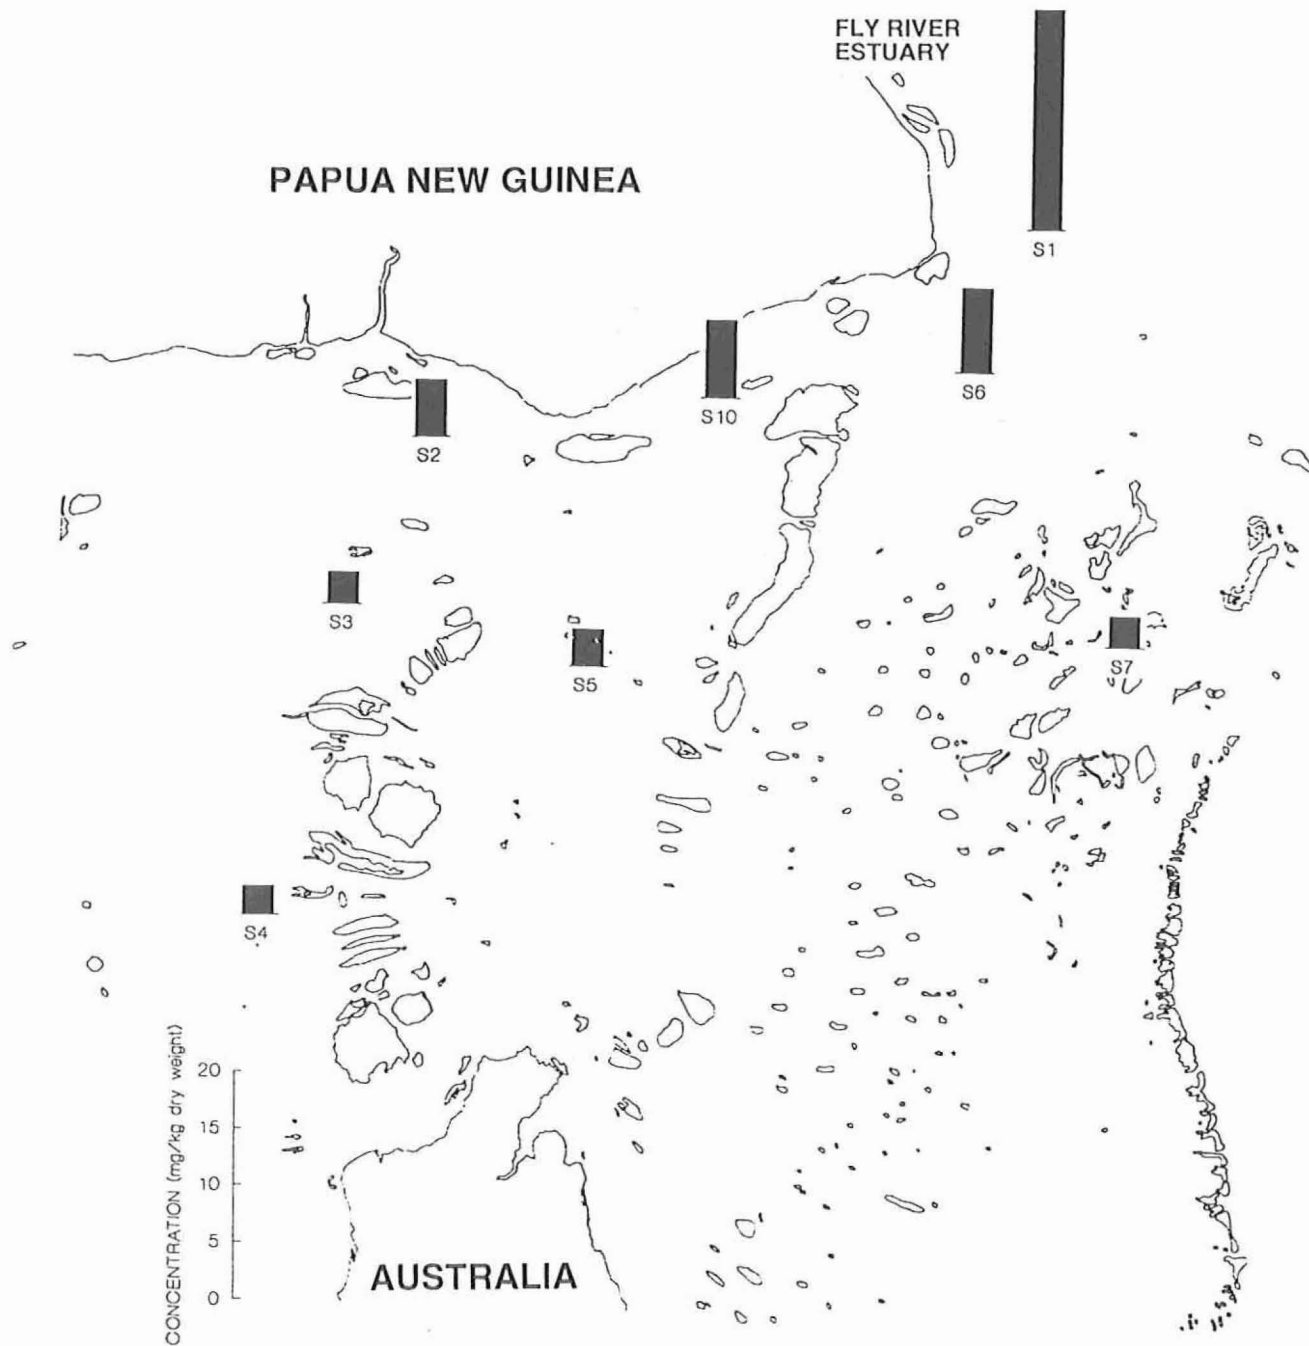 FLY RIVER
ESTUARY
PAPUA NEW GUINEA
S1
S6
S10
S2
S3
S5
S7
S4
CONCENTRATION (mg/kg dry weight)
20
15
10
5
0
AUSTRALIA